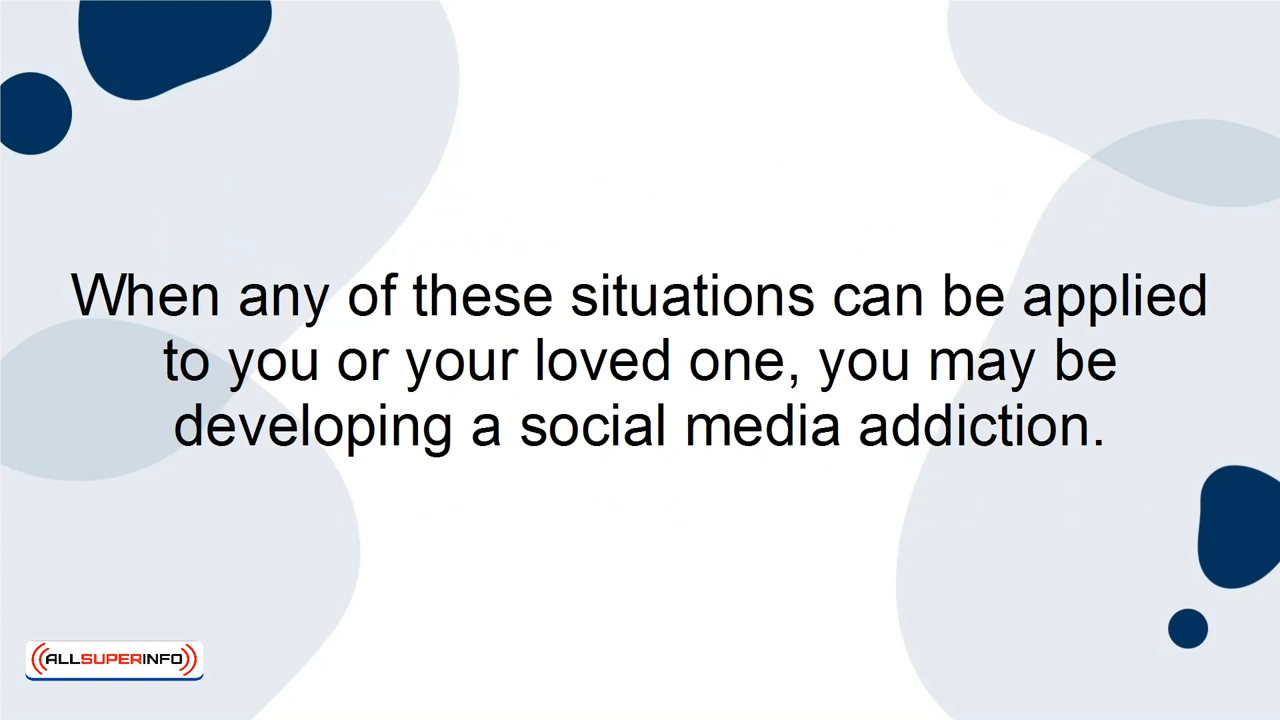 When any of these situations can be applied
to you or your loved one, you may be
developing a social media addiction.
ALLSUPERINFO